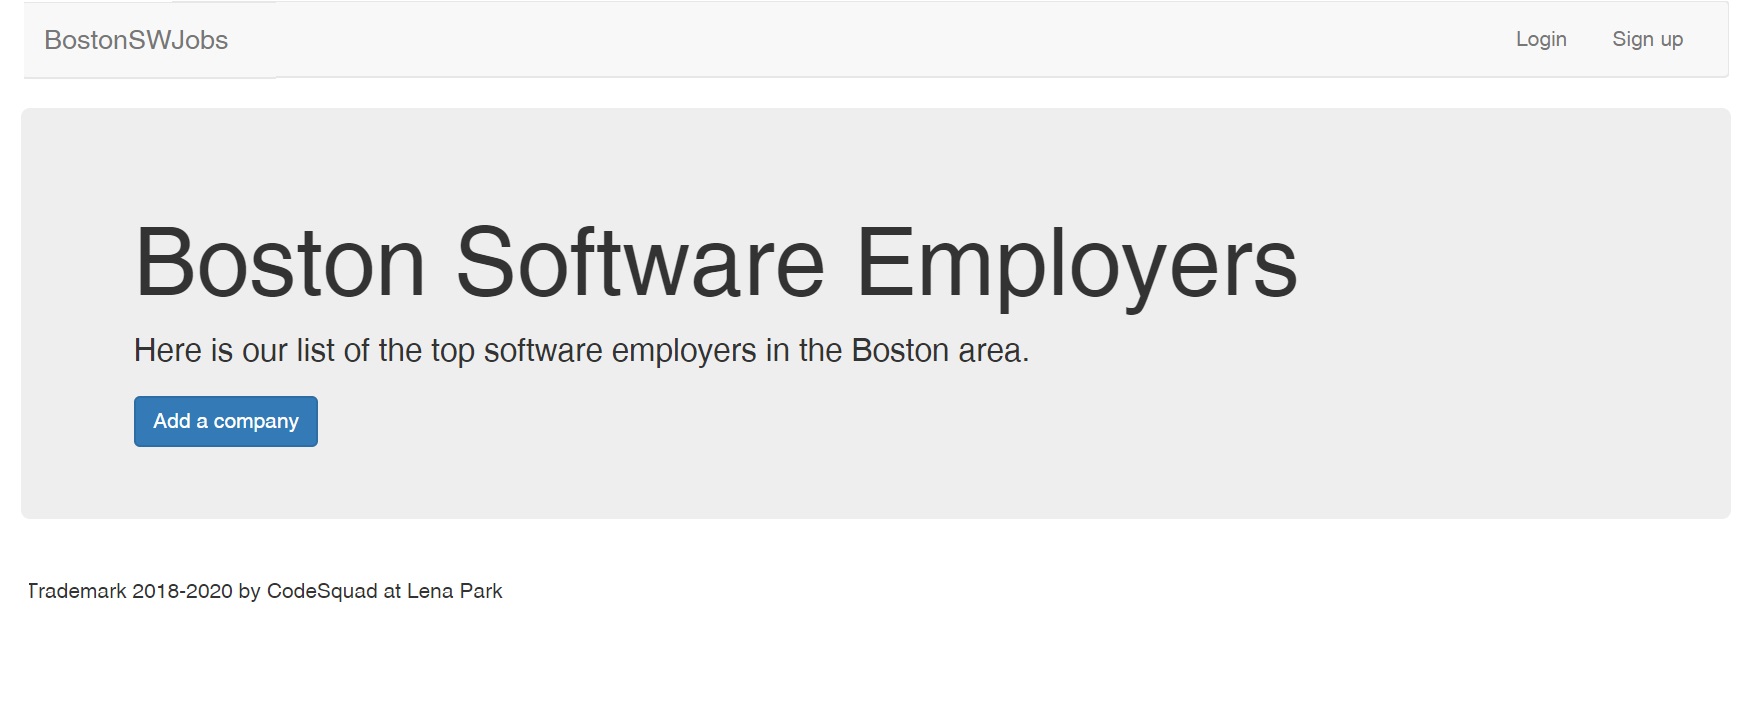 BostonSWJobs Login Sign up
Boston Software Employers
Here is our list of the top software employers in the Boston area.
Add a company
Trademark 2018-2020 by CodeSquad at Lena Park